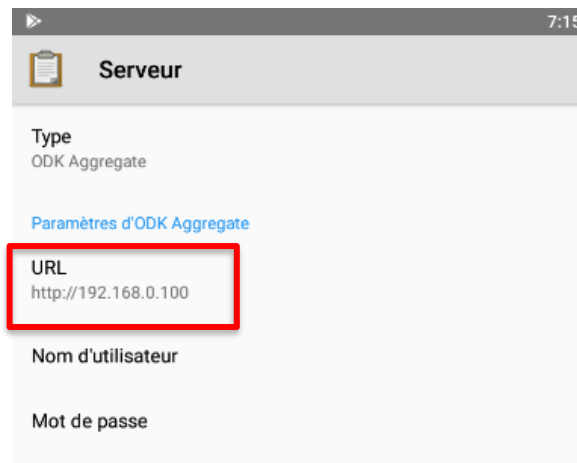 7:15
Serveur
Type
ODK Aggregate
Paramètres d'ODK Aggregate
URL
http://192.168.0.100
Nom d'utilisateur
Mot de passe